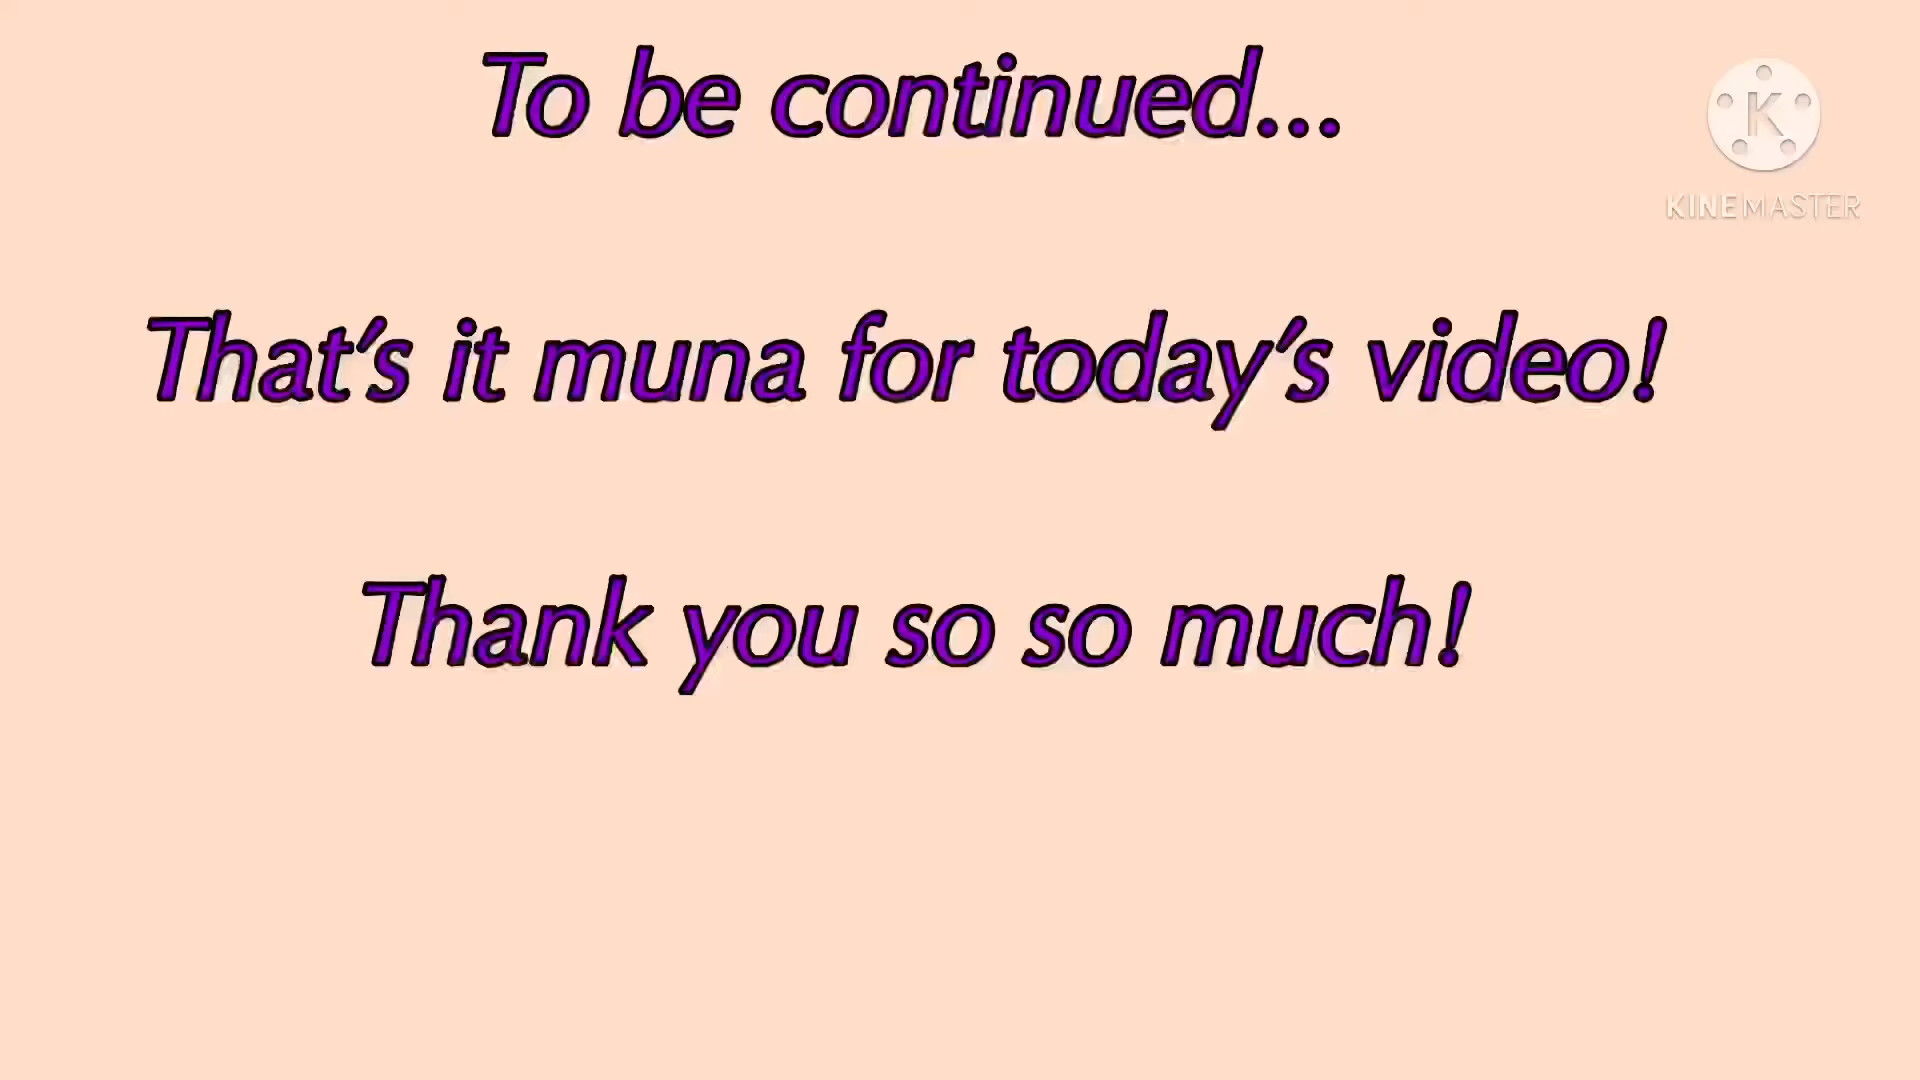 To be continued...
K
KINEMASTER
That's it muna for today's video!
Thank you so so much!